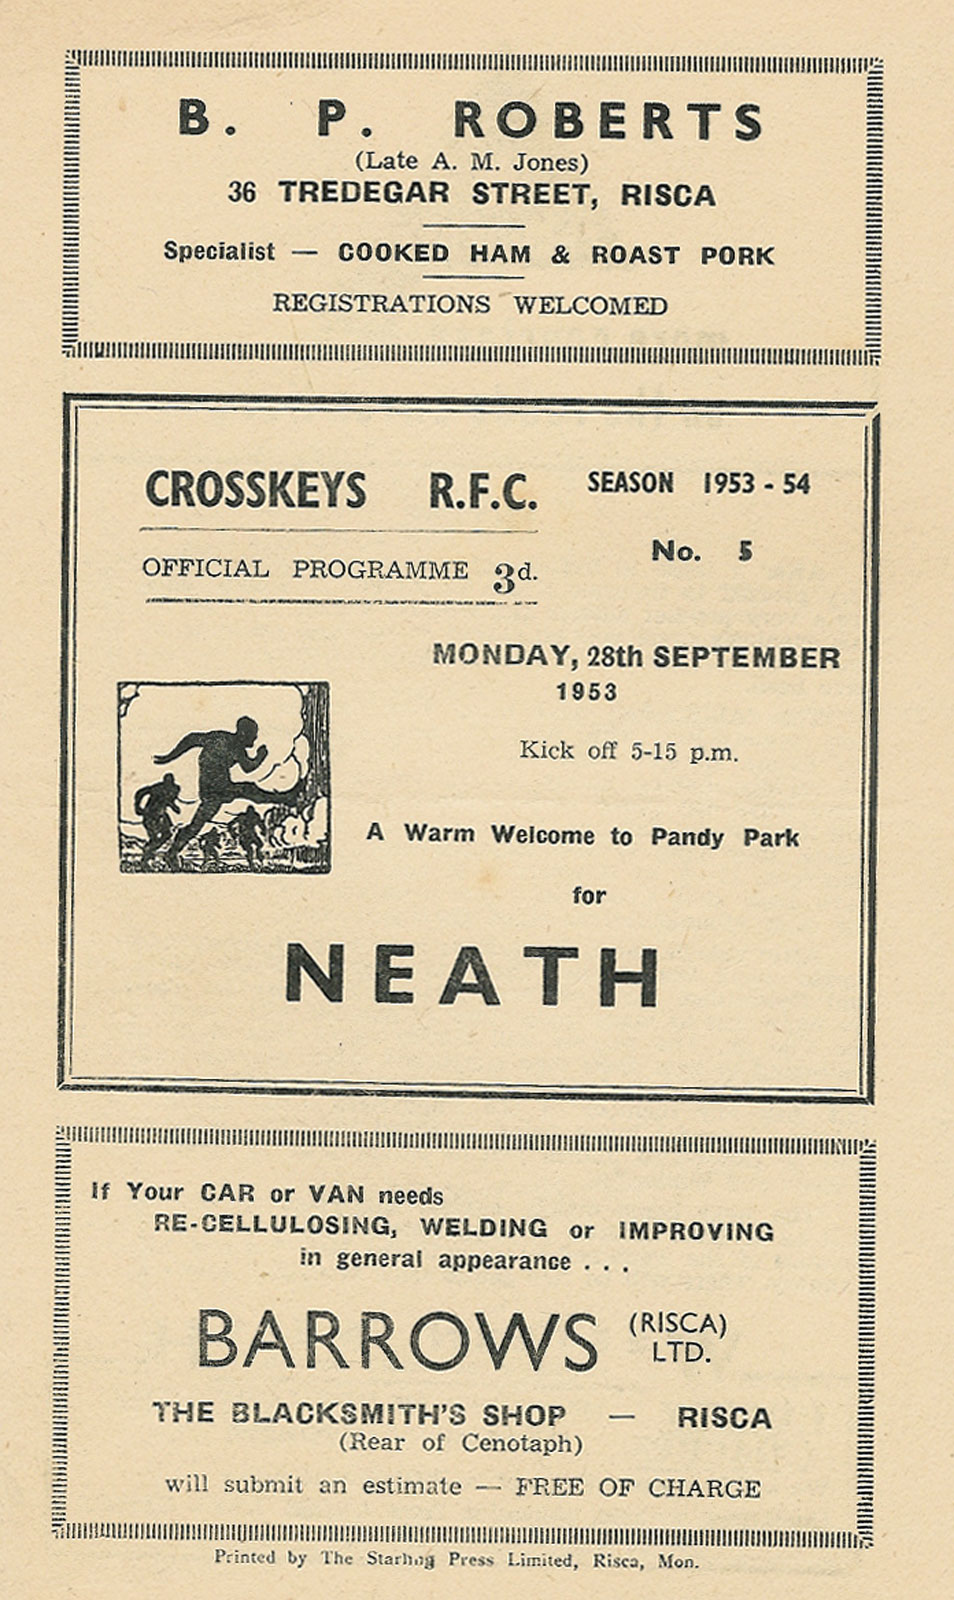 B. P. ROBERTS
(Late A. M. Jones)
36 TREDEGAR STREET, RISCA
Specialist — COOKED HAM & ROAST PORK
REGISTRATIONS WELCOMED
CROSSKEYS R.F.C.
SEASON 1953 - 54
No. 5
OFFICIAL PROGRAMME 3d.
MONDAY, 28th SEPTEMBER
1953
Kick off 5-15 p.m.
A Warm Welcome to Pandy Park
for
NEATH
If Your CAR or VAN needs
RE-CELLULOSING, WELDING or IMPROVING
in general appearance . . .
BARROWS (RISCA) LTD.
THE BLACKSMITH'S SHOP — RISCA
(Rear of Cenotaph)
will submit an estimate — FREE OF CHARGE
Printed by The Starling Press Limited, Risca, Mon.